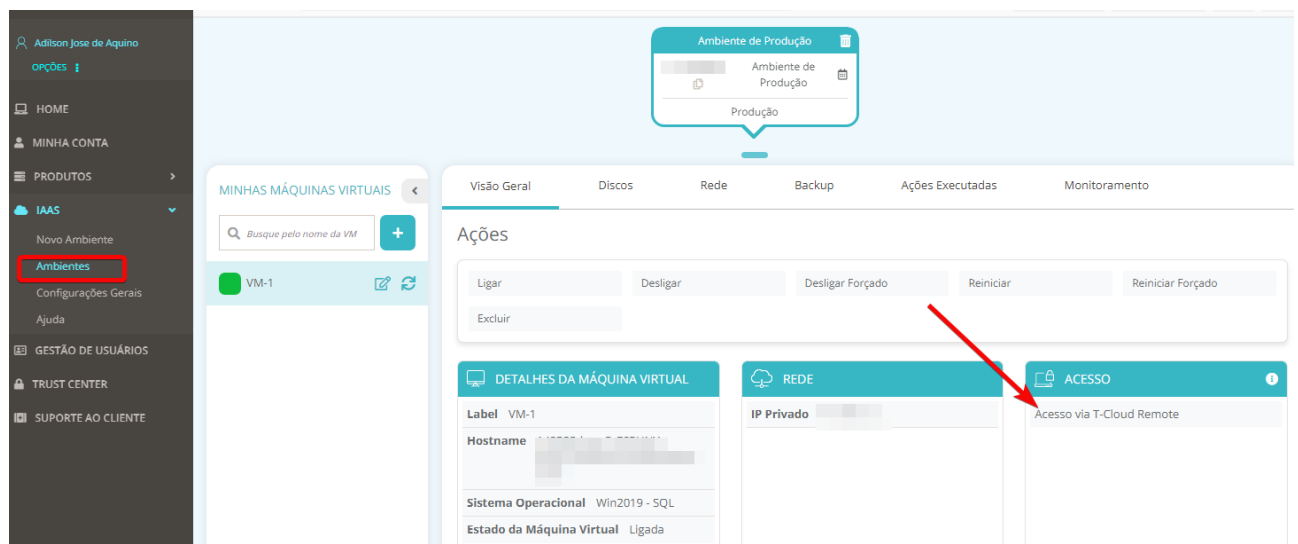 Adilson Jose de Aquino
OPÇÕES
HOME
MINHA CONTA
PRODUTOS
IAAS
Novo Ambiente
Ambientes
Configurações Gerais
Ajuda
GESTÃO DE USUÁRIOS
TRUST CENTER
SUPORTE AO CLIENTE
Ambiente de Produção
Ambiente de
Produção
Produção
MINHAS MÁQUINAS VIRTUAIS
Busque pelo nome da VM
+
VM-1
Visão Geral Discos Rede Backup Ações Executadas Monitoramento
Ações
Ligar Desligar Desligar Forçado Reiniciar Reiniciar Forçado
Excluir
DETALHES DA MÁQUINA VIRTUAL
Label VM-1
Hostname
Sistema Operacional Win2019 - SQL
Estado da Máquina Virtual Ligada
REDE
IP Privado
ACESSO
Acesso via T-Cloud Remote